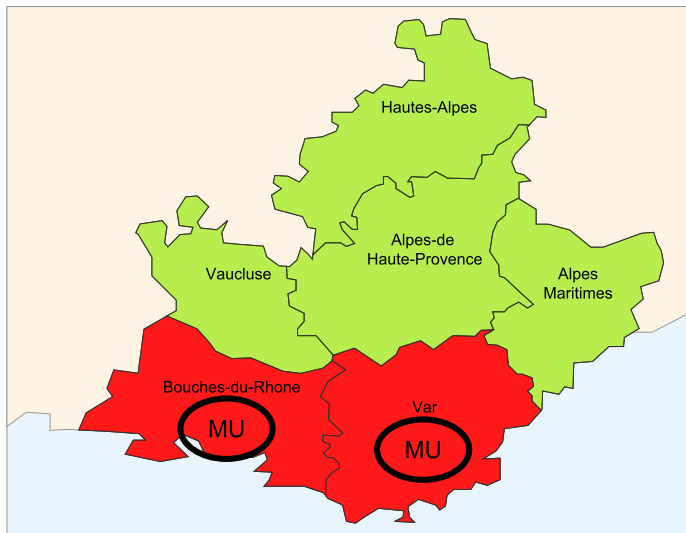 Hautes-Alpes
Alpes-de
Haute-Provence
Vaucluse
Alpes
Maritimes
Bouches-du-Rhone
Var
MU
MU